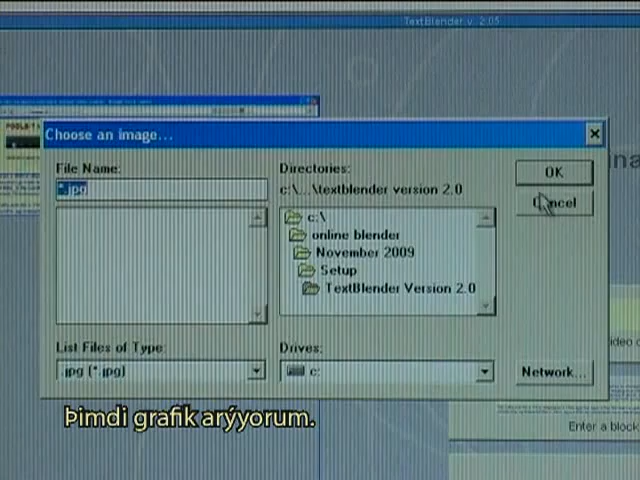 TextBlender v. 2.05
Choose an image...
File Name:
*.jpg
Directories:
c:\...\textblender version 2.0
OK
Cancel
c:\
online blender
November 2009
Setup
TextBlender Version 2.0
List Files of Type:
.jpg (*.jpg)
Drives:
c:
Network...
Enter a block
Þimdi grafik arýyorum.